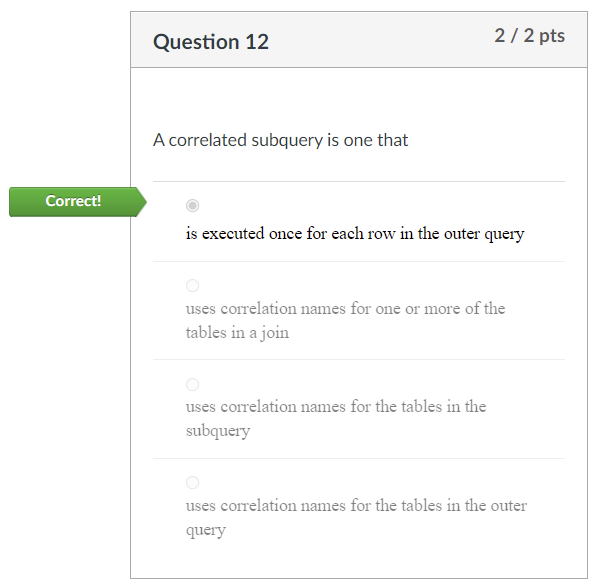 Question 12
2 / 2 pts
A correlated subquery is one that
Correct!
is executed once for each row in the outer query
uses correlation names for one or more of the
tables in a join
uses correlation names for the tables in the
subquery
uses correlation names for the tables in the outer
query